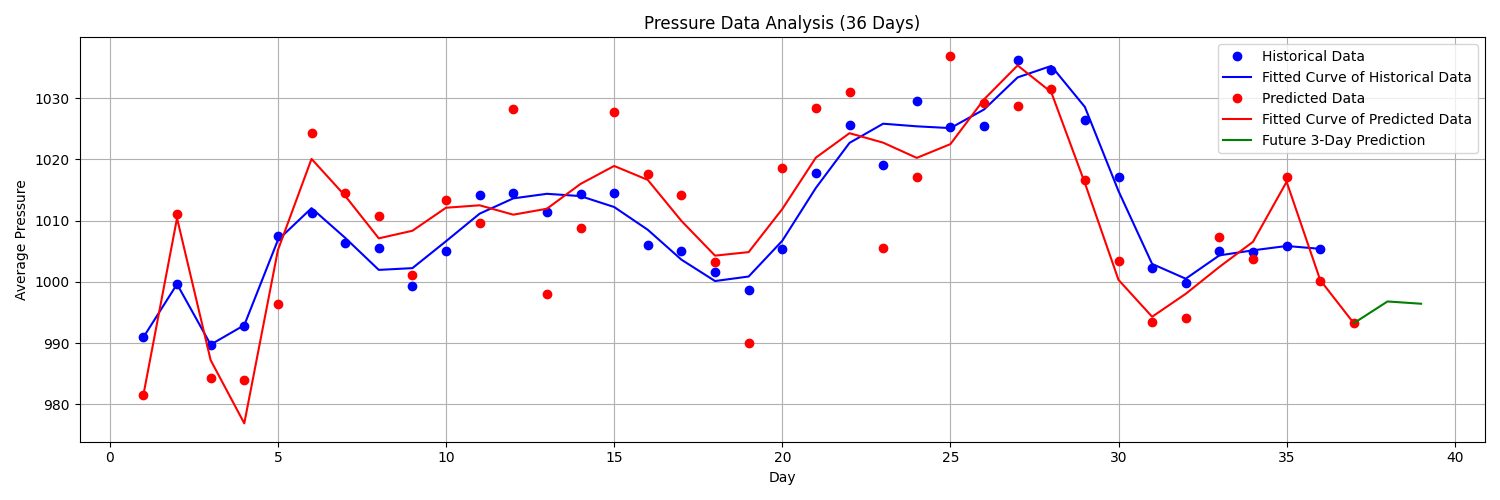 Pressure Data Analysis (36 Days)
Historical Data
Fitted Curve of Historical Data
Predicted Data
Fitted Curve of Predicted Data
Future 3-Day Prediction
Average Pressure
1030
1020
1010
1000
990
980
0 5 10 15 20 25 30 35 40
Day